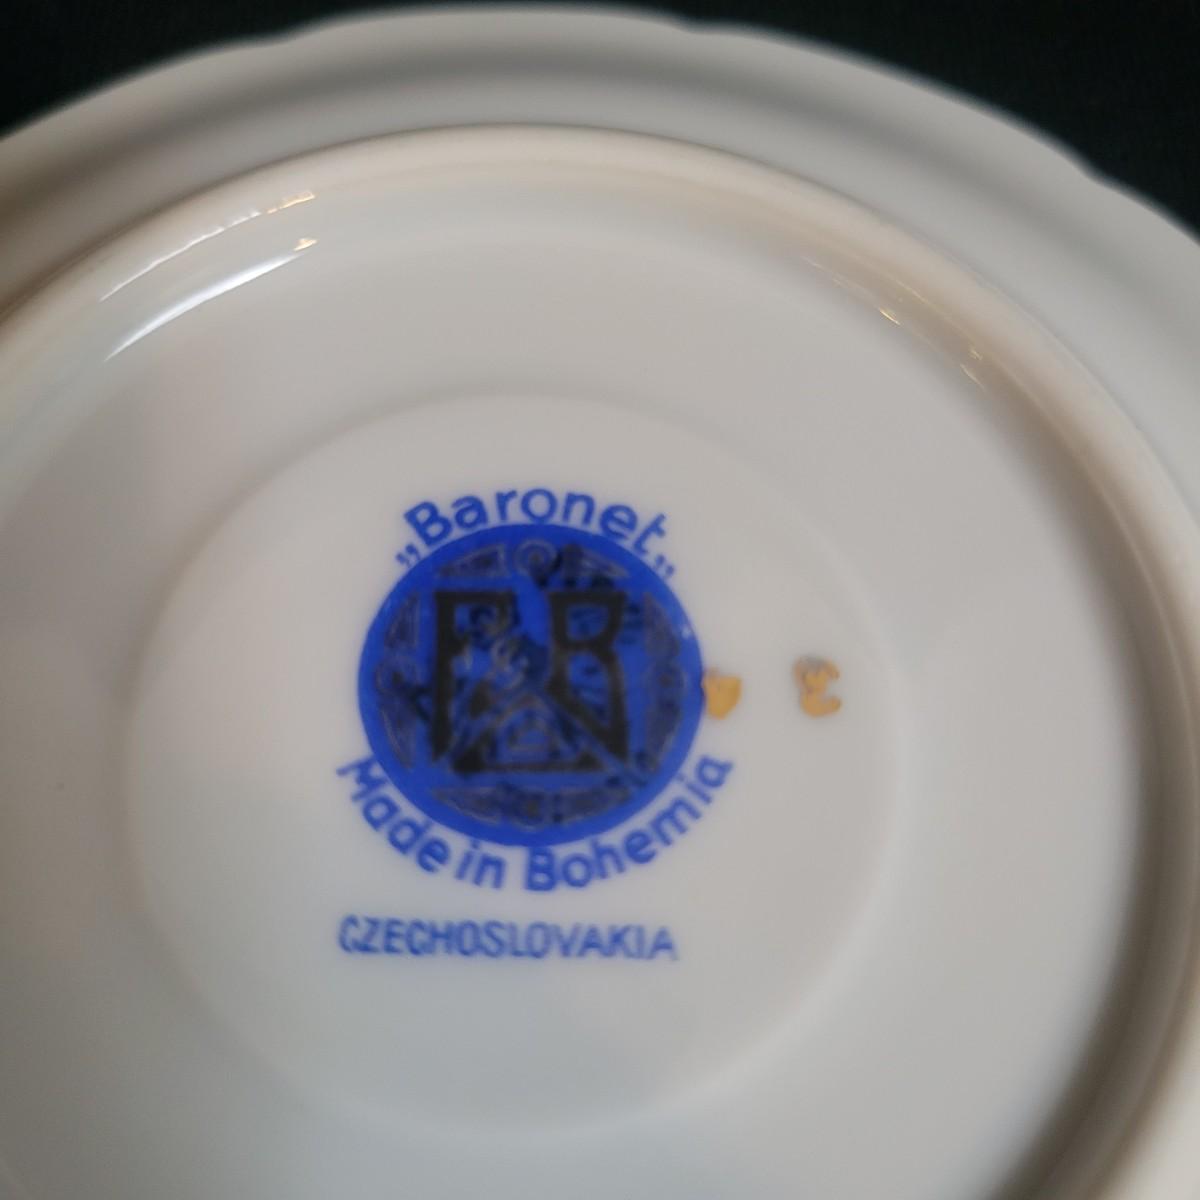 „Baronet„
Made in Bohemia
CZECHOSLOVAKIA